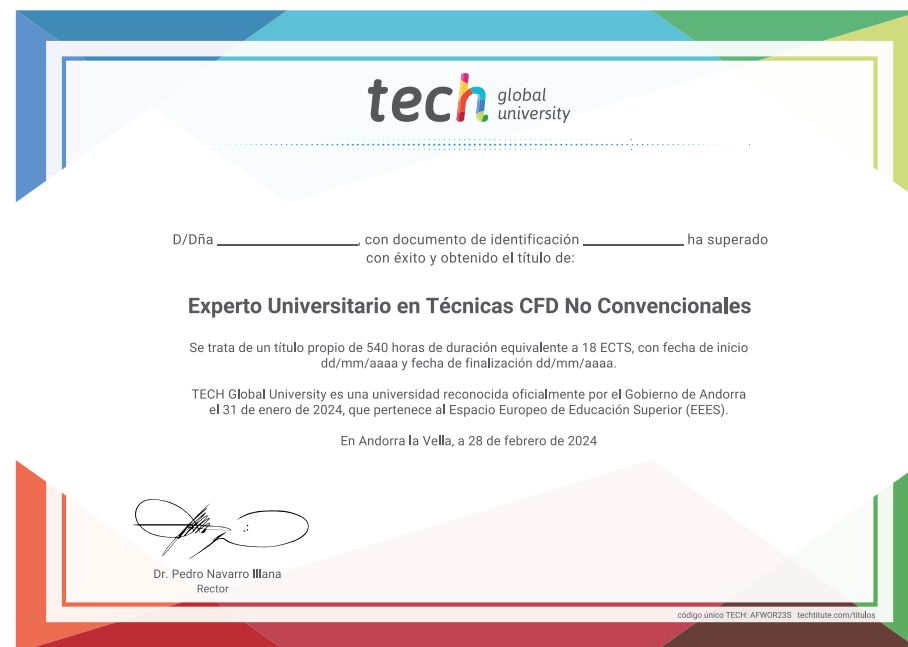 tech global university
D/Dña ______________, con documento de identificación __________ ha superado
con éxito y obtenido el título de:
Experto Universitario en Técnicas CFD No Convencionales
Se trata de un título propio de 540 horas de duración equivalente a 18 ECTS, con fecha de inicio
dd/mm/aaaa y fecha de finalización dd/mm/aaaa.
TECH Global University es una universidad reconocida oficialmente por el Gobierno de Andorra
el 31 de enero de 2024, que pertenece al Espacio Europeo de Educación Superior (EEES).
En Andorra la Vella, a 28 de febrero de 2024
Dr. Pedro Navarro Illana
Rector
código único TECH: AFWOR23S techtitute.com/titulos